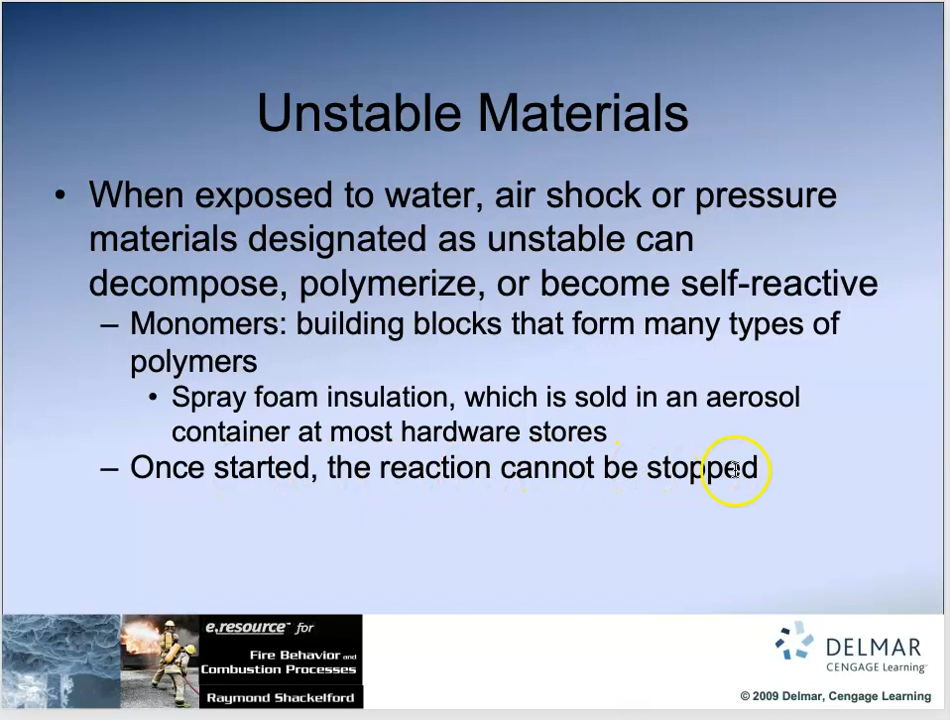 Unstable Materials
• When exposed to water, air shock or pressure
materials designated as unstable can
decompose, polymerize, or become self-reactive
– Monomers: building blocks that form many types of
polymers
• Spray foam insulation, which is sold in an aerosol
container at most hardware stores
– Once started, the reaction cannot be stopped
e.resource™ for
Fire Behavior and
Combustion Processes
Raymond Shackelford
DELMAR
CENGAGE Learning™
© 2009 Delmar, Cengage Learning